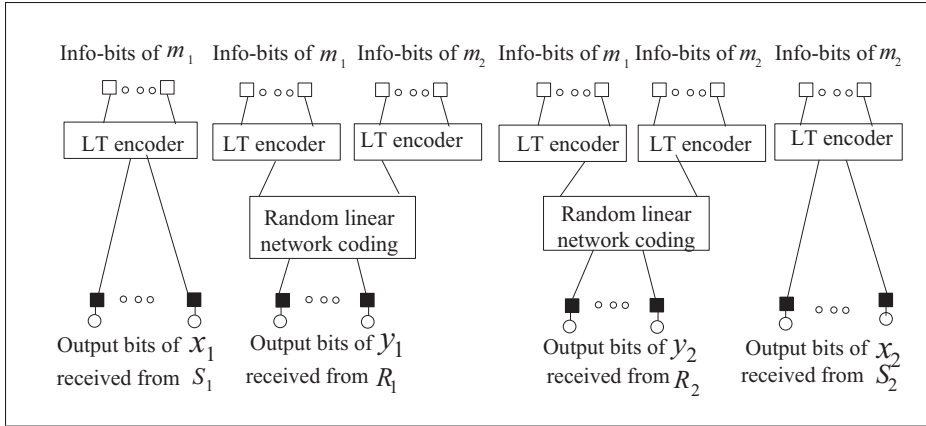 Info-bits of m₁ Info-bits of m₁ Info-bits of m₂ Info-bits of m₁ Info-bits of m₂ Info-bits of m₂
LT encoder LT encoder LT encoder LT encoder LT encoder LT encoder
Random linear
network coding
Random linear
network coding
Output bits of x₁
received from S₁
Output bits of y₁
received from R₁
Output bits of y₂
received from R₂
Output bits of x₂
received from S₂